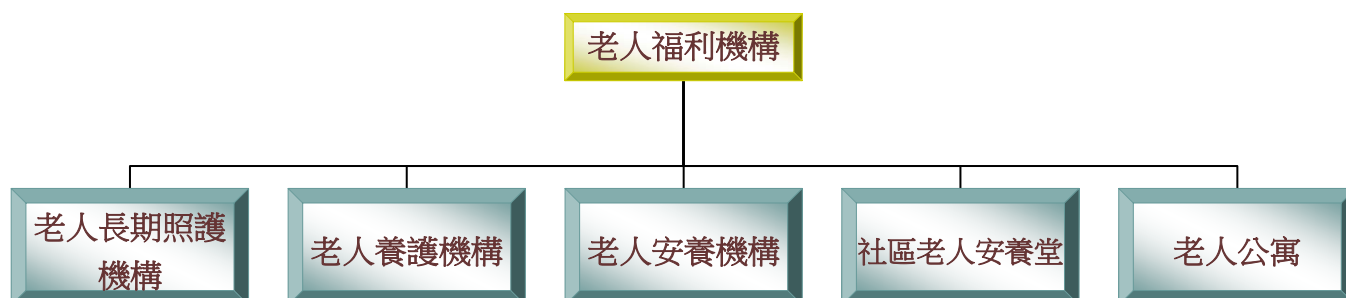 老人福利機構
老人長期照護
機構
老人養護機構
老人安養機構
社區老人安養堂
老人公寓